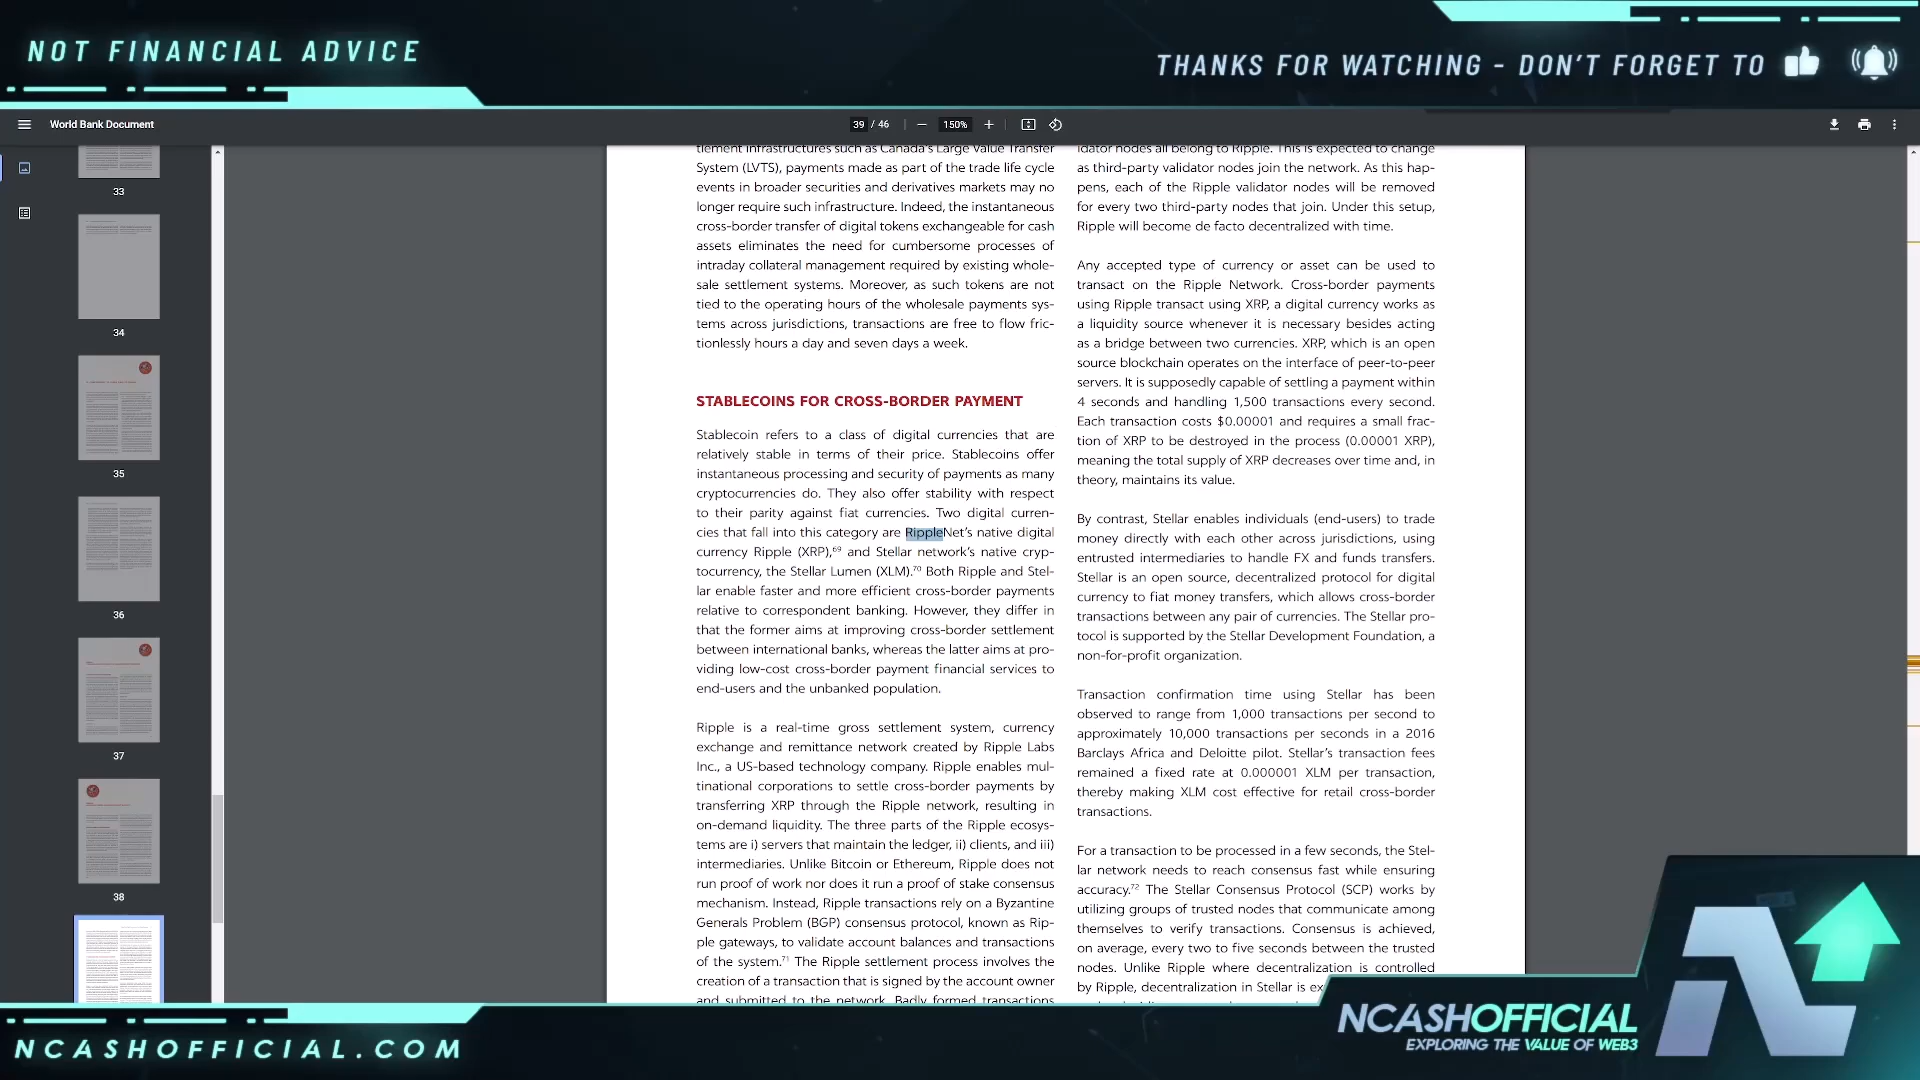 NOT FINANCIAL ADVICE
THANKS FOR WATCHING - DON'T FORGET TO
World Bank Document
39 / 46
150%
33
34
35
36
37
38
tlement infrastructures such as Canada's Large Value Transfer
System (LVTS), payments made as part of the trade life cycle
events in broader securities and derivatives markets may no
longer require such infrastructure. Indeed, the instantaneous
cross-border transfer of digital tokens exchangeable for cash
assets eliminates the need for cumbersome processes of
intraday collateral management required by existing whole-
sale settlement systems. Moreover, as such tokens are not
tied to the operating hours of the wholesale payments sys-
tems across jurisdictions, transactions are free to flow fric-
tionlessly hours a day and seven days a week.
STABLECOINS FOR CROSS-BORDER PAYMENT
Stablecoin refers to a class of digital currencies that are
relatively stable in terms of their price. Stablecoins offer
instantaneous processing and security of payments as many
cryptocurrencies do. They also offer stability with respect
to their parity against fiat currencies. Two digital curren-
cies that fall into this category are RippleNet's native digital
currency Ripple (XRP),69 and Stellar network's native cryp-
tocurrency, the Stellar Lumen (XLM).70 Both Ripple and Stel-
lar enable faster and more efficient cross-border payments
relative to correspondent banking. However, they differ in
that the former aims at improving cross-border settlement
between international banks, whereas the latter aims at pro-
viding low-cost cross-border payment financial services to
end-users and the unbanked population.
Ripple is a real-time gross settlement system, currency
exchange and remittance network created by Ripple Labs
Inc., a US-based technology company. Ripple enables mul-
tinational corporations to settle cross-border payments by
transferring XRP through the Ripple network, resulting in
on-demand liquidity. The three parts of the Ripple ecosys-
tems are i) servers that maintain the ledger, ii) clients, and iii)
intermediaries. Unlike Bitcoin or Ethereum, Ripple does not
run proof of work nor does it run a proof of stake consensus
mechanism. Instead, Ripple transactions rely on a Byzantine
Generals Problem (BGP) consensus protocol, known as Rip-
ple gateways, to validate account balances and transactions
of the system.71 The Ripple settlement process involves the
creation of a transaction that is signed by the account owner
and submitted to the network. Badly formed transactions
idator nodes all belong to Ripple. This is expected to change
as third-party validator nodes join the network. As this hap-
pens, each of the Ripple validator nodes will be removed
for every two third-party nodes that join. Under this setup,
Ripple will become de facto decentralized with time.
Any accepted type of currency or asset can be used to
transact on the Ripple Network. Cross-border payments
using Ripple transact using XRP, a digital currency works as
a liquidity source whenever it is necessary besides acting
as a bridge between two currencies. XRP, which is an open
source blockchain operates on the interface of peer-to-peer
servers. It is supposedly capable of settling a payment within
4 seconds and handling 1,500 transactions every second.
Each transaction costs $0.00001 and requires a small frac-
tion of XRP to be destroyed in the process (0.00001 XRP),
meaning the total supply of XRP decreases over time and, in
theory, maintains its value.
By contrast, Stellar enables individuals (end-users) to trade
money directly with each other across jurisdictions, using
entrusted intermediaries to handle FX and funds transfers.
Stellar is an open source, decentralized protocol for digital
currency to fiat money transfers, which allows cross-border
transactions between any pair of currencies. The Stellar pro-
tocol is supported by the Stellar Development Foundation, a
non-for-profit organization.
Transaction confirmation time using Stellar has been
observed to range from 1,000 transactions per second to
approximately 10,000 transactions per seconds in a 2016
Barclays Africa and Deloitte pilot. Stellar's transaction fees
remained a fixed rate at 0.000001 XLM per transaction,
thereby making XLM cost effective for retail cross-border
transactions.
For a transaction to be processed in a few seconds, the Stel-
lar network needs to reach consensus fast while ensuring
accuracy.72 The Stellar Consensus Protocol (SCP) works by
utilizing groups of trusted nodes that communicate among
themselves to verify transactions. Consensus is achieved,
on average, every two to five seconds between the trusted
nodes. Unlike Ripple where decentralization is controlled
by Ripple, decentralization in Stellar is ex
NCASHOFFICIAL.COM
NCASHOFFICIAL
EXPLORING THE VALUE OF WEB3